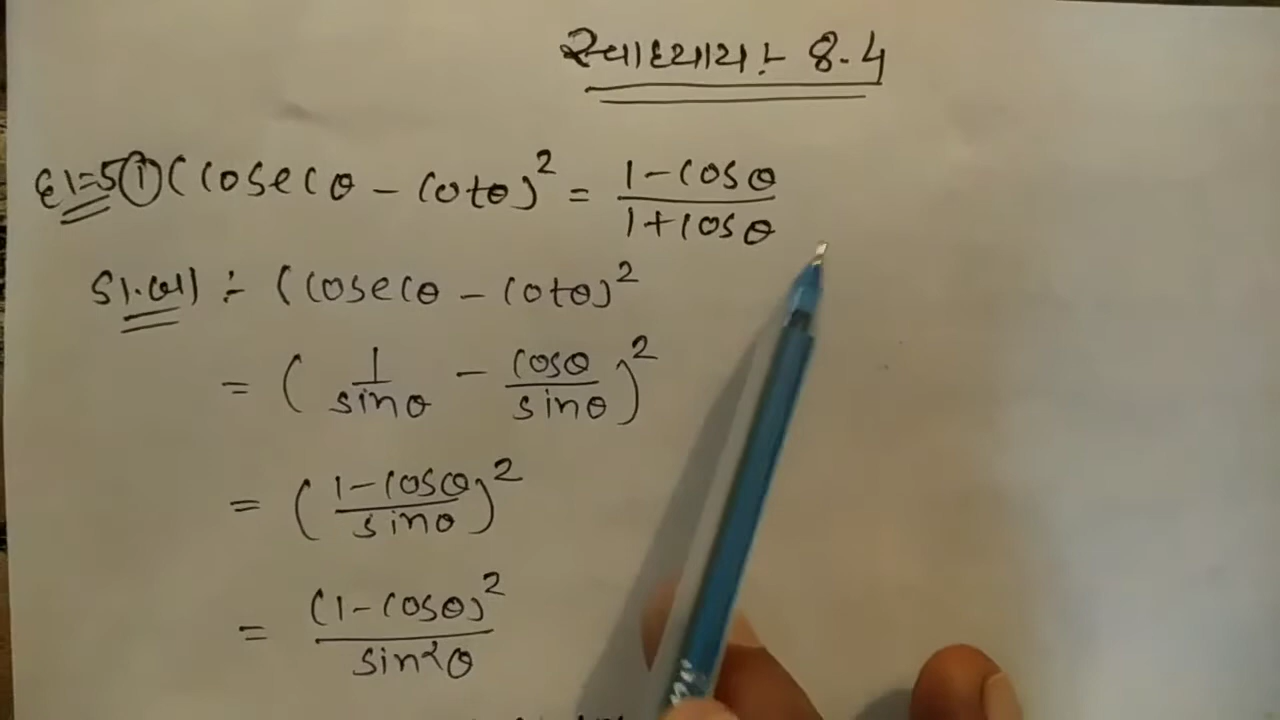 સ્વાધ્યાય :- 8.4
દા=5 ① (cosecθ - cotθ)² = (1 - cosθ)/(1 + cosθ)
ડા.બા :- (cosecθ - cotθ)²
= (1/sinθ - cosθ/sinθ)²
= ((1 - cosθ)/sinθ)²
= (1 - cosθ)²/sin²θ